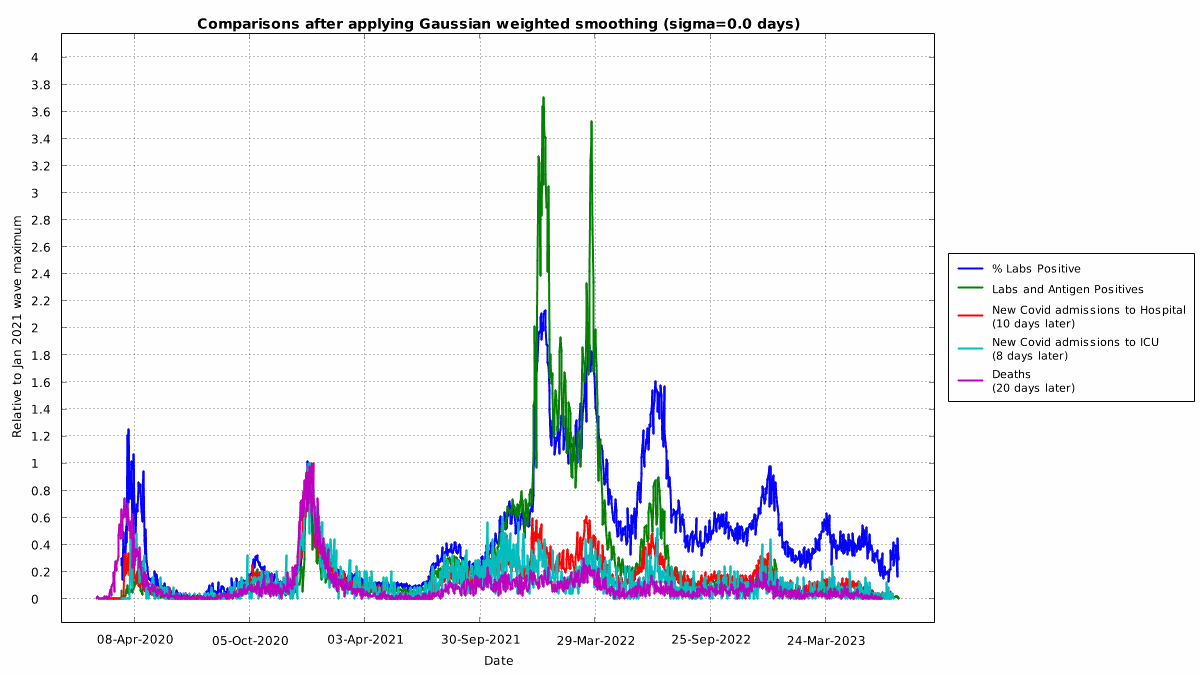 Comparisons after applying Gaussian weighted smoothing (sigma=0.0 days)
4
3.8
3.6
3.4
3.2
3
2.8
2.6
2.4
2.2
2
1.8
1.6
1.4
1.2
1
0.8
0.6
0.4
0.2
0
Relative to Jan 2021 wave maximum
08-Apr-2020
05-Oct-2020
03-Apr-2021
30-Sep-2021
29-Mar-2022
25-Sep-2022
24-Mar-2023
Date
% Labs Positive
Labs and Antigen Positives
New Covid admissions to Hospital
(10 days later)
New Covid admissions to ICU
(8 days later)
Deaths
(20 days later)